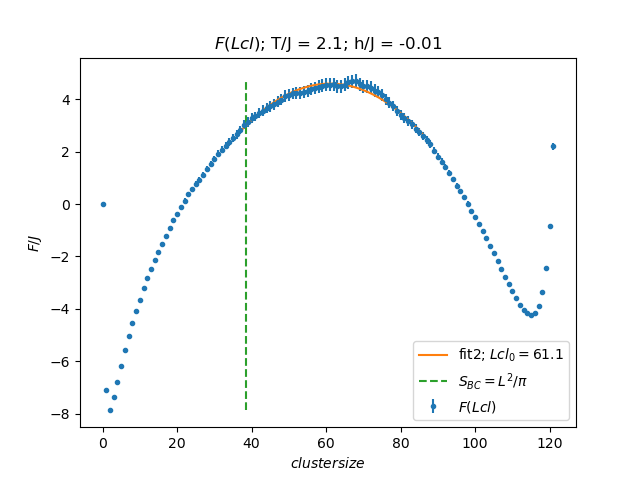 F(Lcl); T/J = 2.1; h/J = -0.01
F/J
4
2
0
−2
−4
−6
−8
0
20
40
60
80
100
120
clustersize
fit2; Lcl₀ = 61.1
S_BC = L²/π
F(Lcl)